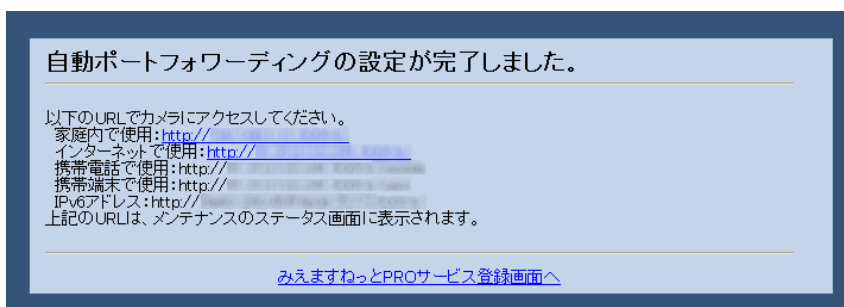 自動ポートフォワーディングの設定が完了しました。
以下のURLでカメラにアクセスしてください。
家庭内で使用：http://
インターネットで使用：http://
携帯電話で使用：http://
携帯端末で使用：http://
IPv6アドレス：http://
上記のURLは、メンテナンスのステータス画面に表示されます。
みえますねっとPROサービス登録画面へ